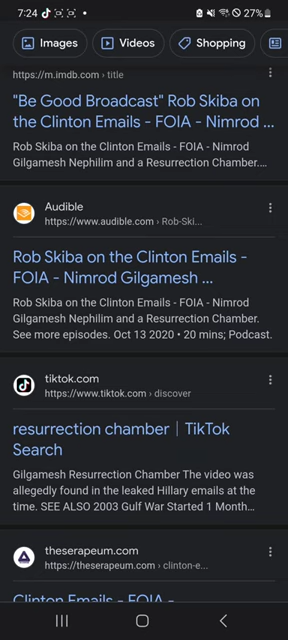 7:24
27%
Images
Videos
Shopping
https://m.imdb.com › title
"Be Good Broadcast" Rob Skiba on
the Clinton Emails - FOIA - Nimrod ...
Rob Skiba on the Clinton Emails - FOIA - Nimrod
Gilgamesh Nephilim and a Resurrection Chamber....
Audible
https://www.audible.com › Rob-Ski...
Rob Skiba on the Clinton Emails -
FOIA - Nimrod Gilgamesh ...
Rob Skiba on the Clinton Emails - FOIA - Nimrod
Gilgamesh Nephilim and a Resurrection Chamber.
See more episodes. Oct 13 2020 • 20 mins; Podcast.
tiktok.com
https://www.tiktok.com › discover
resurrection chamber | TikTok
Search
Gilgamesh Resurrection Chamber The video was
allegedly found in the leaked Hillary emails at the
time. SEE ALSO 2003 Gulf War Started 1 Month...
theserapeum.com
https://theserapeum.com › clinton-e...
Clinton Emails - FOIA -